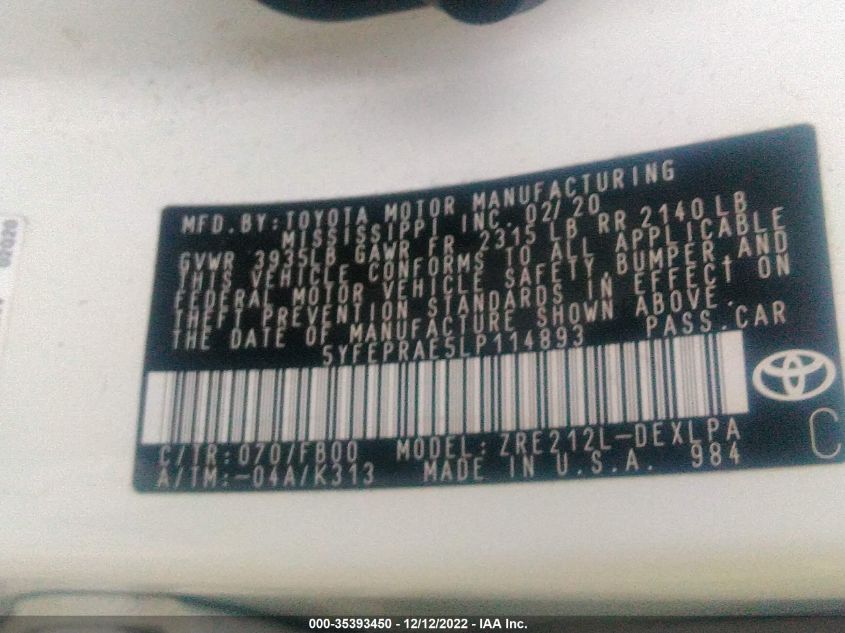 MFD.BY:TOYOTA MOTOR MANUFACTURING
MISSISSIPPI INC. 02/20
GVWR 3935LB GAWR FR 2315 LB RR 2140 LB
THIS VEHICLE CONFORMS TO ALL APPLICABLE
FEDERAL MOTOR VEHICLE SAFETY,BUMPER,AND
THEFT PREVENTION STANDARDS IN EFFECT ON
THE DATE OF MANUFACTURE SHOWN ABOVE.
5YFEPRAE5LP114893 PASS.CAR
C/TR:070/FB00 MODEL:ZRE212L-DEXLPA
A/TM:-04A/K313 MADE IN U.S.A. 984
C
000-35393450 - 12/12/2022 - IAA Inc.